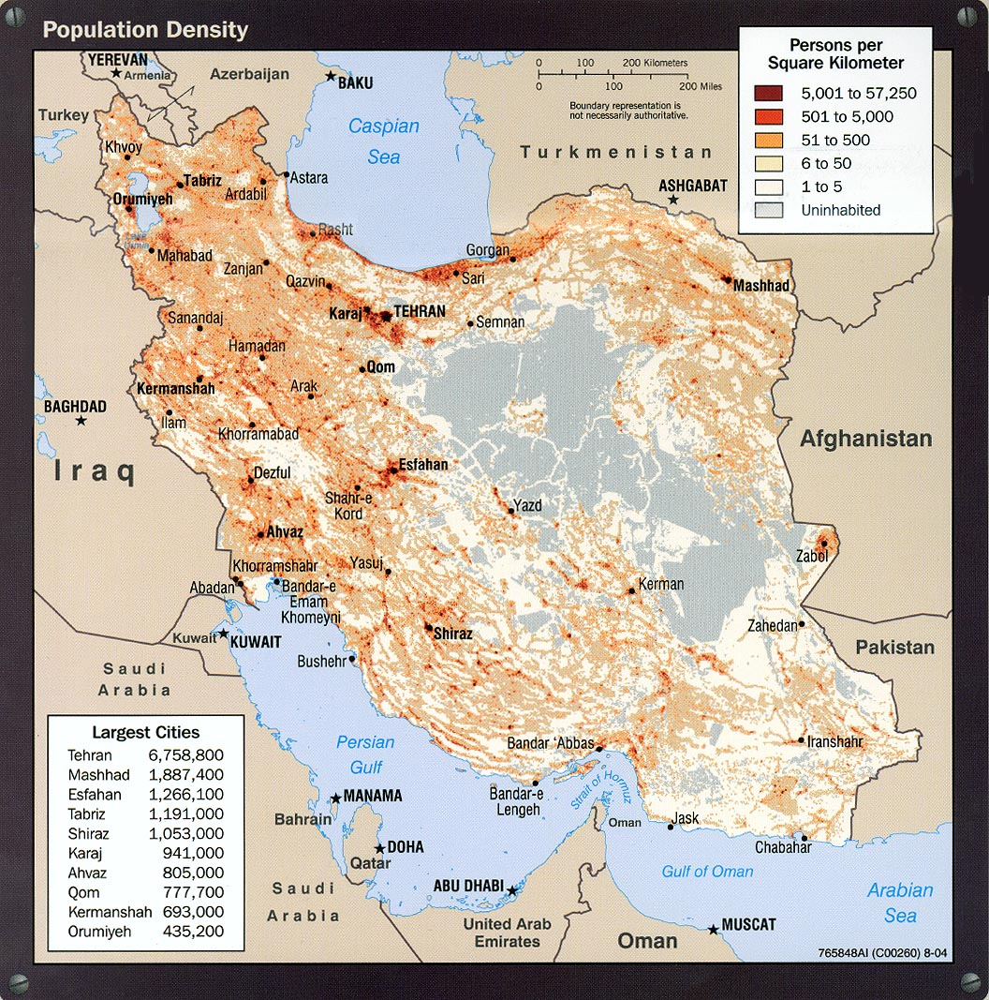 Population Density
Persons per
Square Kilometer
5,001 to 57,250
501 to 5,000
51 to 500
6 to 50
1 to 5
Uninhabited
0 100 200 Kilometers
0 100 200 Miles
Boundary representation is
not necessarily authoritative.
YEREVAN
Armenia
Azerbaijan
BAKU
Turkey
Caspian
Sea
Turkmenistan
ASHGABAT
Khvoy
Tabriz
Ardabil
Astara
Orumiyeh
Rasht
Lake
Urmia
Mahabad
Zanjan
Qazvin
Gorgan
Sari
Mashhad
Karaj
TEHRAN
Semnan
Sanandaj
Hamadan
Qom
Kermanshah
Arak
BAGHDAD
Ilam
Khorramabad
Afghanistan
Iraq
Dezful
Esfahan
Shahr-e
Kord
Yazd
Ahvaz
Zabol
Khorramshahr
Yasuj
Abadan
Bandar-e
Emam
Khomeyni
Kerman
Kuwait
KUWAIT
Shiraz
Zahedan
Pakistan
Saudi
Arabia
Bushehr
Largest Cities
Tehran 6,758,800
Mashhad 1,887,400
Esfahan 1,266,100
Tabriz 1,191,000
Shiraz 1,053,000
Karaj 941,000
Ahvaz 805,000
Qom 777,700
Kermanshah 693,000
Orumiyeh 435,200
Persian
Gulf
Bandar ‘Abbas
Iranshahr
Strait of Hormuz
Bandar-e
Lengeh
MANAMA
Bahrain
Oman
Jask
Chabahar
DOHA
Qatar
Gulf of Oman
Saudi
Arabia
ABU DHABI
Arabian
Sea
United Arab
Emirates
Oman
MUSCAT
765848AI (C00260) 8-04